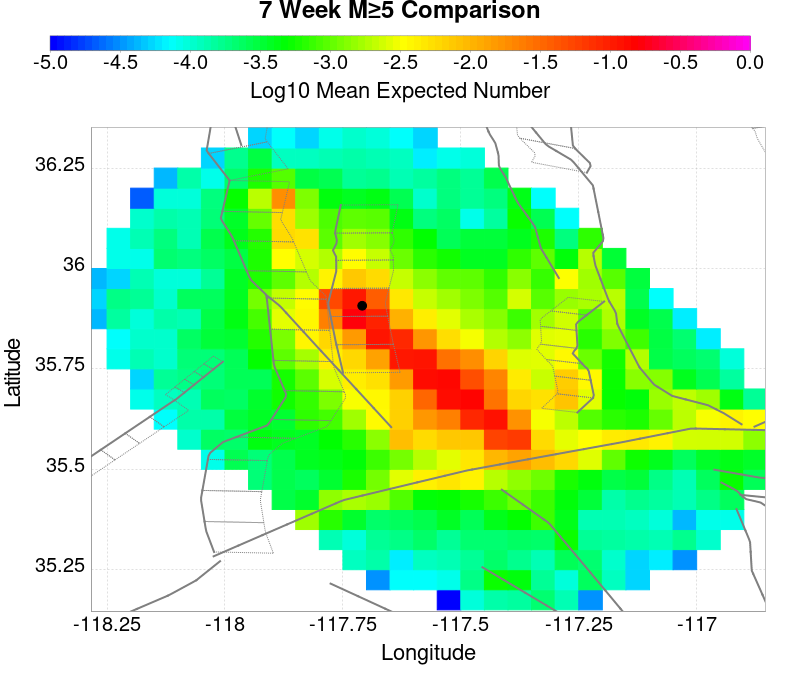 7 Week M≥5 Comparison
-5.0 -4.5 -4.0 -3.5 -3.0 -2.5 -2.0 -1.5 -1.0 -0.5 0.0
Log10 Mean Expected Number
36.25
36
35.75
35.5
35.25
Latitude
-118.25 -118 -117.75 -117.5 -117.25 -117
Longitude